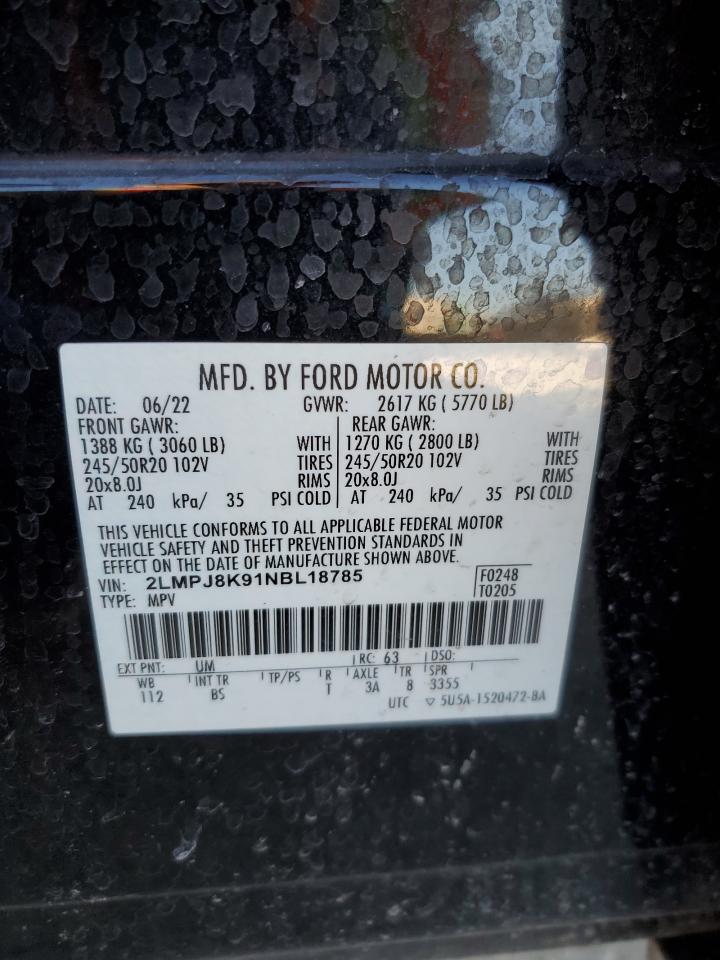 MFD. BY FORD MOTOR CO.
DATE: 06/22 GVWR: 2617 KG ( 5770 LB)
FRONT GAWR: REAR GAWR:
1388 KG ( 3060 LB) WITH 1270 KG ( 2800 LB) WITH
245/50R20 102V TIRES 245/50R20 102V TIRES
20x8.0J RIMS 20x8.0J RIMS
AT 240 kPa/ 35 PSI COLD AT 240 kPa/ 35 PSI COLD
THIS VEHICLE CONFORMS TO ALL APPLICABLE FEDERAL MOTOR
VEHICLE SAFETY AND THEFT PREVENTION STANDARDS IN
EFFECT ON THE DATE OF MANUFACTURE SHOWN ABOVE.
VIN: 2LMPJ8K91NBL18785 F0248
TYPE: MPV T0205
EXT PNT: UM RC: 63 DSO:
WB INT TR TP/PS R AXLE TR SPR
112 BS T 3A 8 3355
UTC ▽ 5U5A-1520472-BA